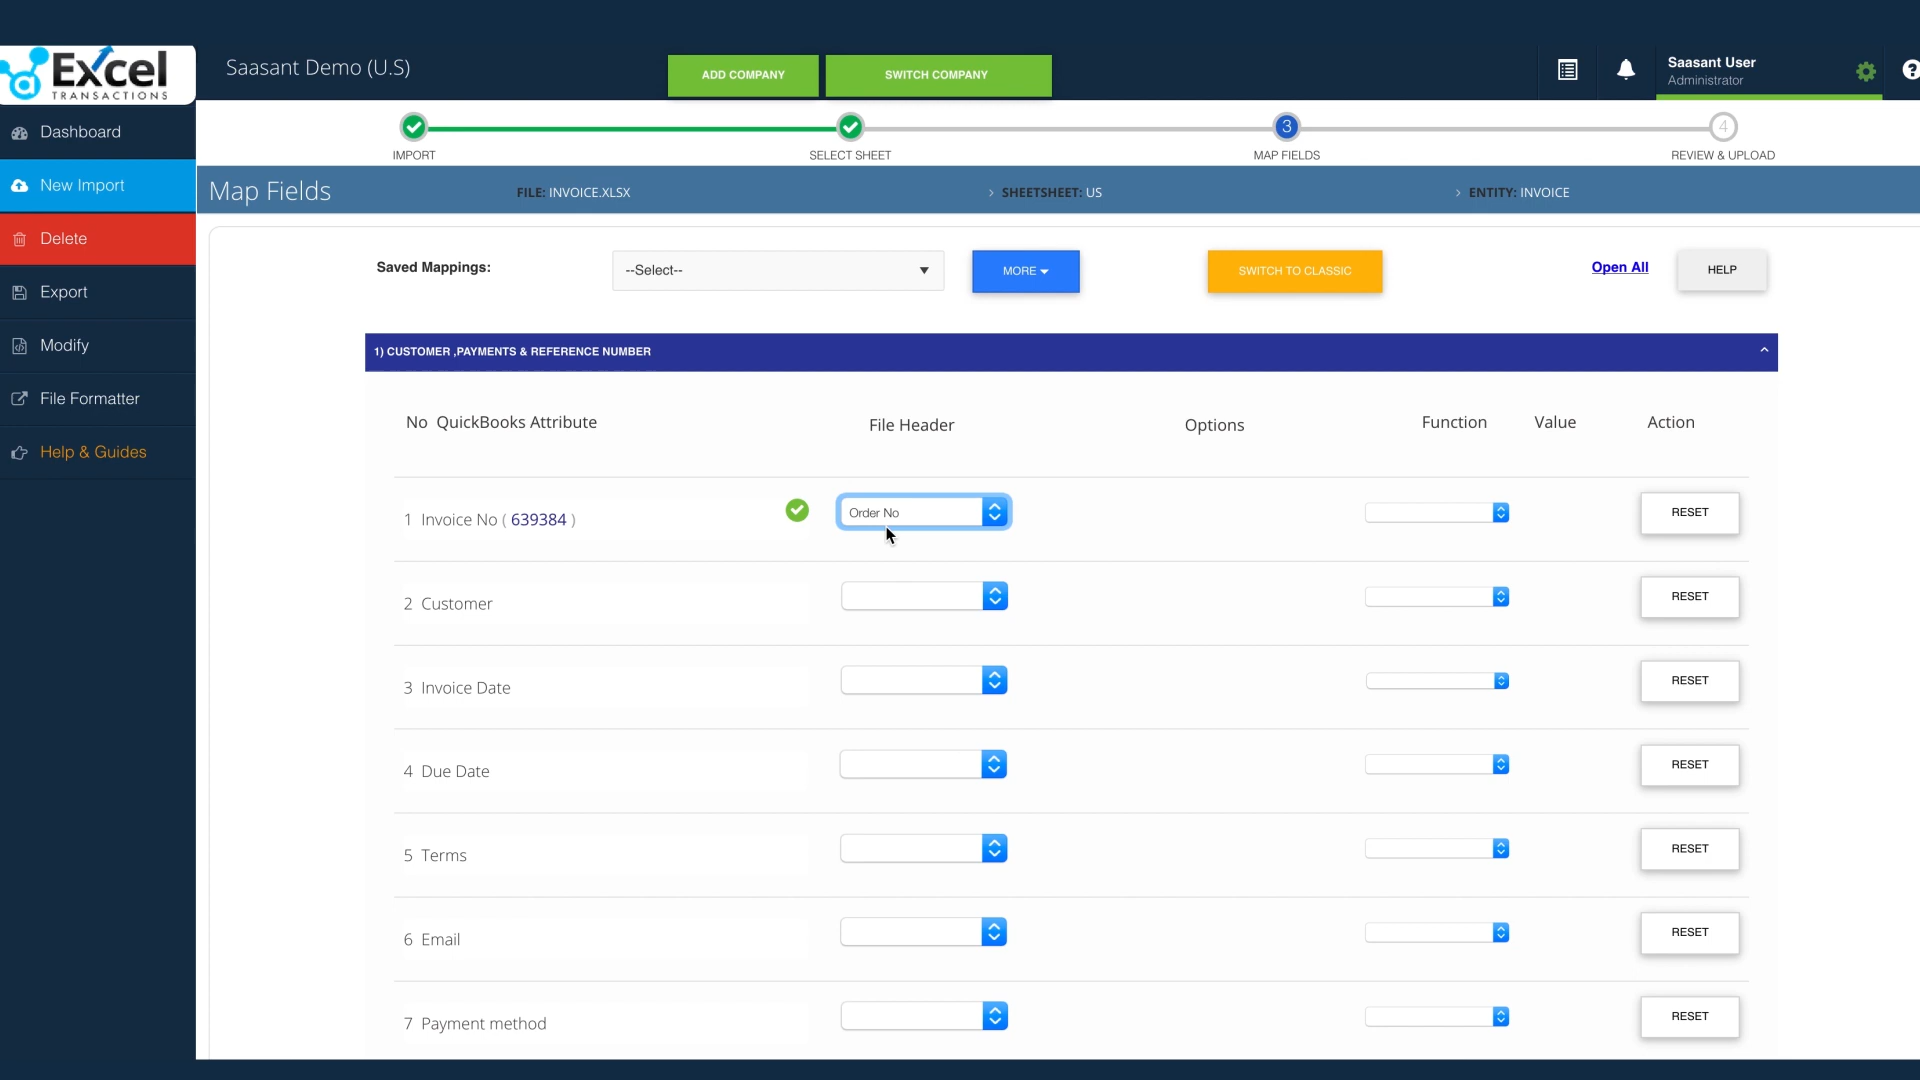 Excel
TRANSACTIONS
Saasant Demo (U.S)
ADD COMPANY
SWITCH COMPANY
Saasant User
Administrator
?
Dashboard
New Import
Delete
Export
Modify
File Formatter
Help & Guides
3
4
IMPORT
SELECT SHEET
MAP FIELDS
REVIEW & UPLOAD
Map Fields
FILE: INVOICE.XLSX
> SHEETSHEET: US
> ENTITY: INVOICE
Saved Mappings:
--Select--
MORE
SWITCH TO CLASSIC
Open All
HELP
1) CUSTOMER ,PAYMENTS & REFERENCE NUMBER
No QuickBooks Attribute File Header Options Function Value Action
1 Invoice No ( 639384 ) Order No RESET
2 Customer RESET
3 Invoice Date RESET
4 Due Date RESET
5 Terms RESET
6 Email RESET
7 Payment method RESET